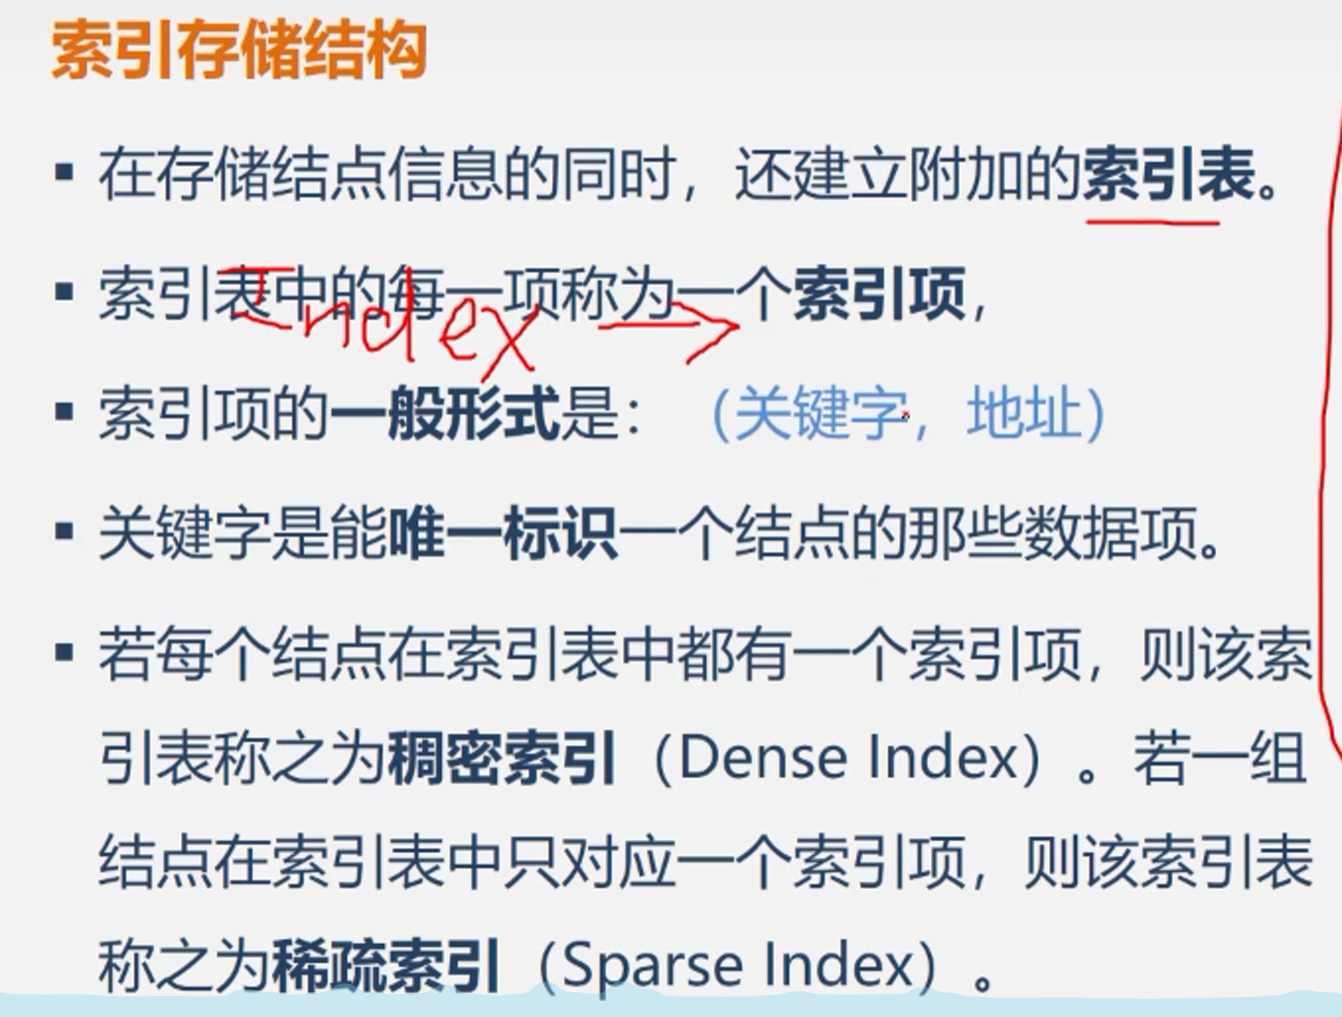 索引存储结构
▪ 在存储结点信息的同时，还建立附加的索引表。
▪ 索引表中的每一项称为一个索引项，
Index
▪ 索引项的一般形式是：（关键字，地址）
▪ 关键字是能唯一标识一个结点的那些数据项。
▪ 若每个结点在索引表中都有一个索引项，则该索
引表称之为稠密索引（Dense Index）。若一组
结点在索引表中只对应一个索引项，则该索引表
称之为稀疏索引（Sparse Index）。